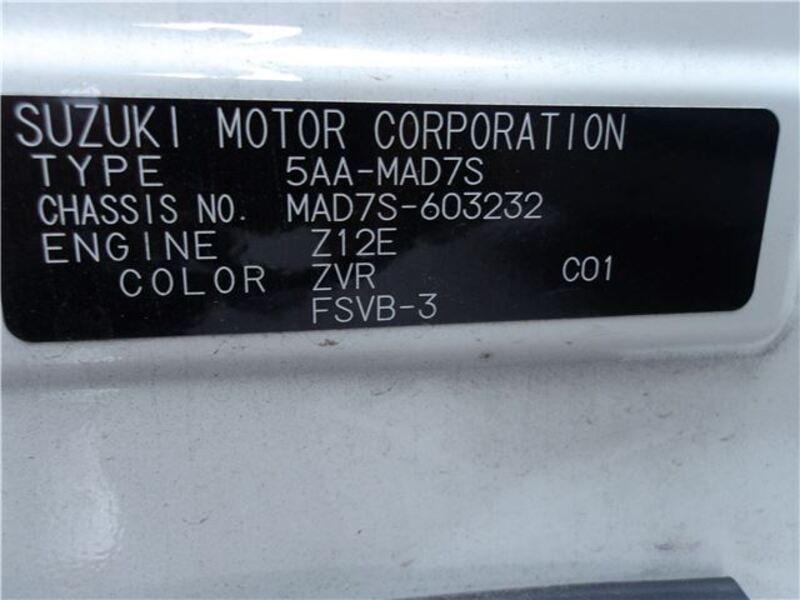 SUZUKI MOTOR CORPORATION
TYPE 5AA-MAD7S
CHASSIS NO. MAD7S-603232
ENGINE Z12E
COLOR ZVR C01
FSVB-3